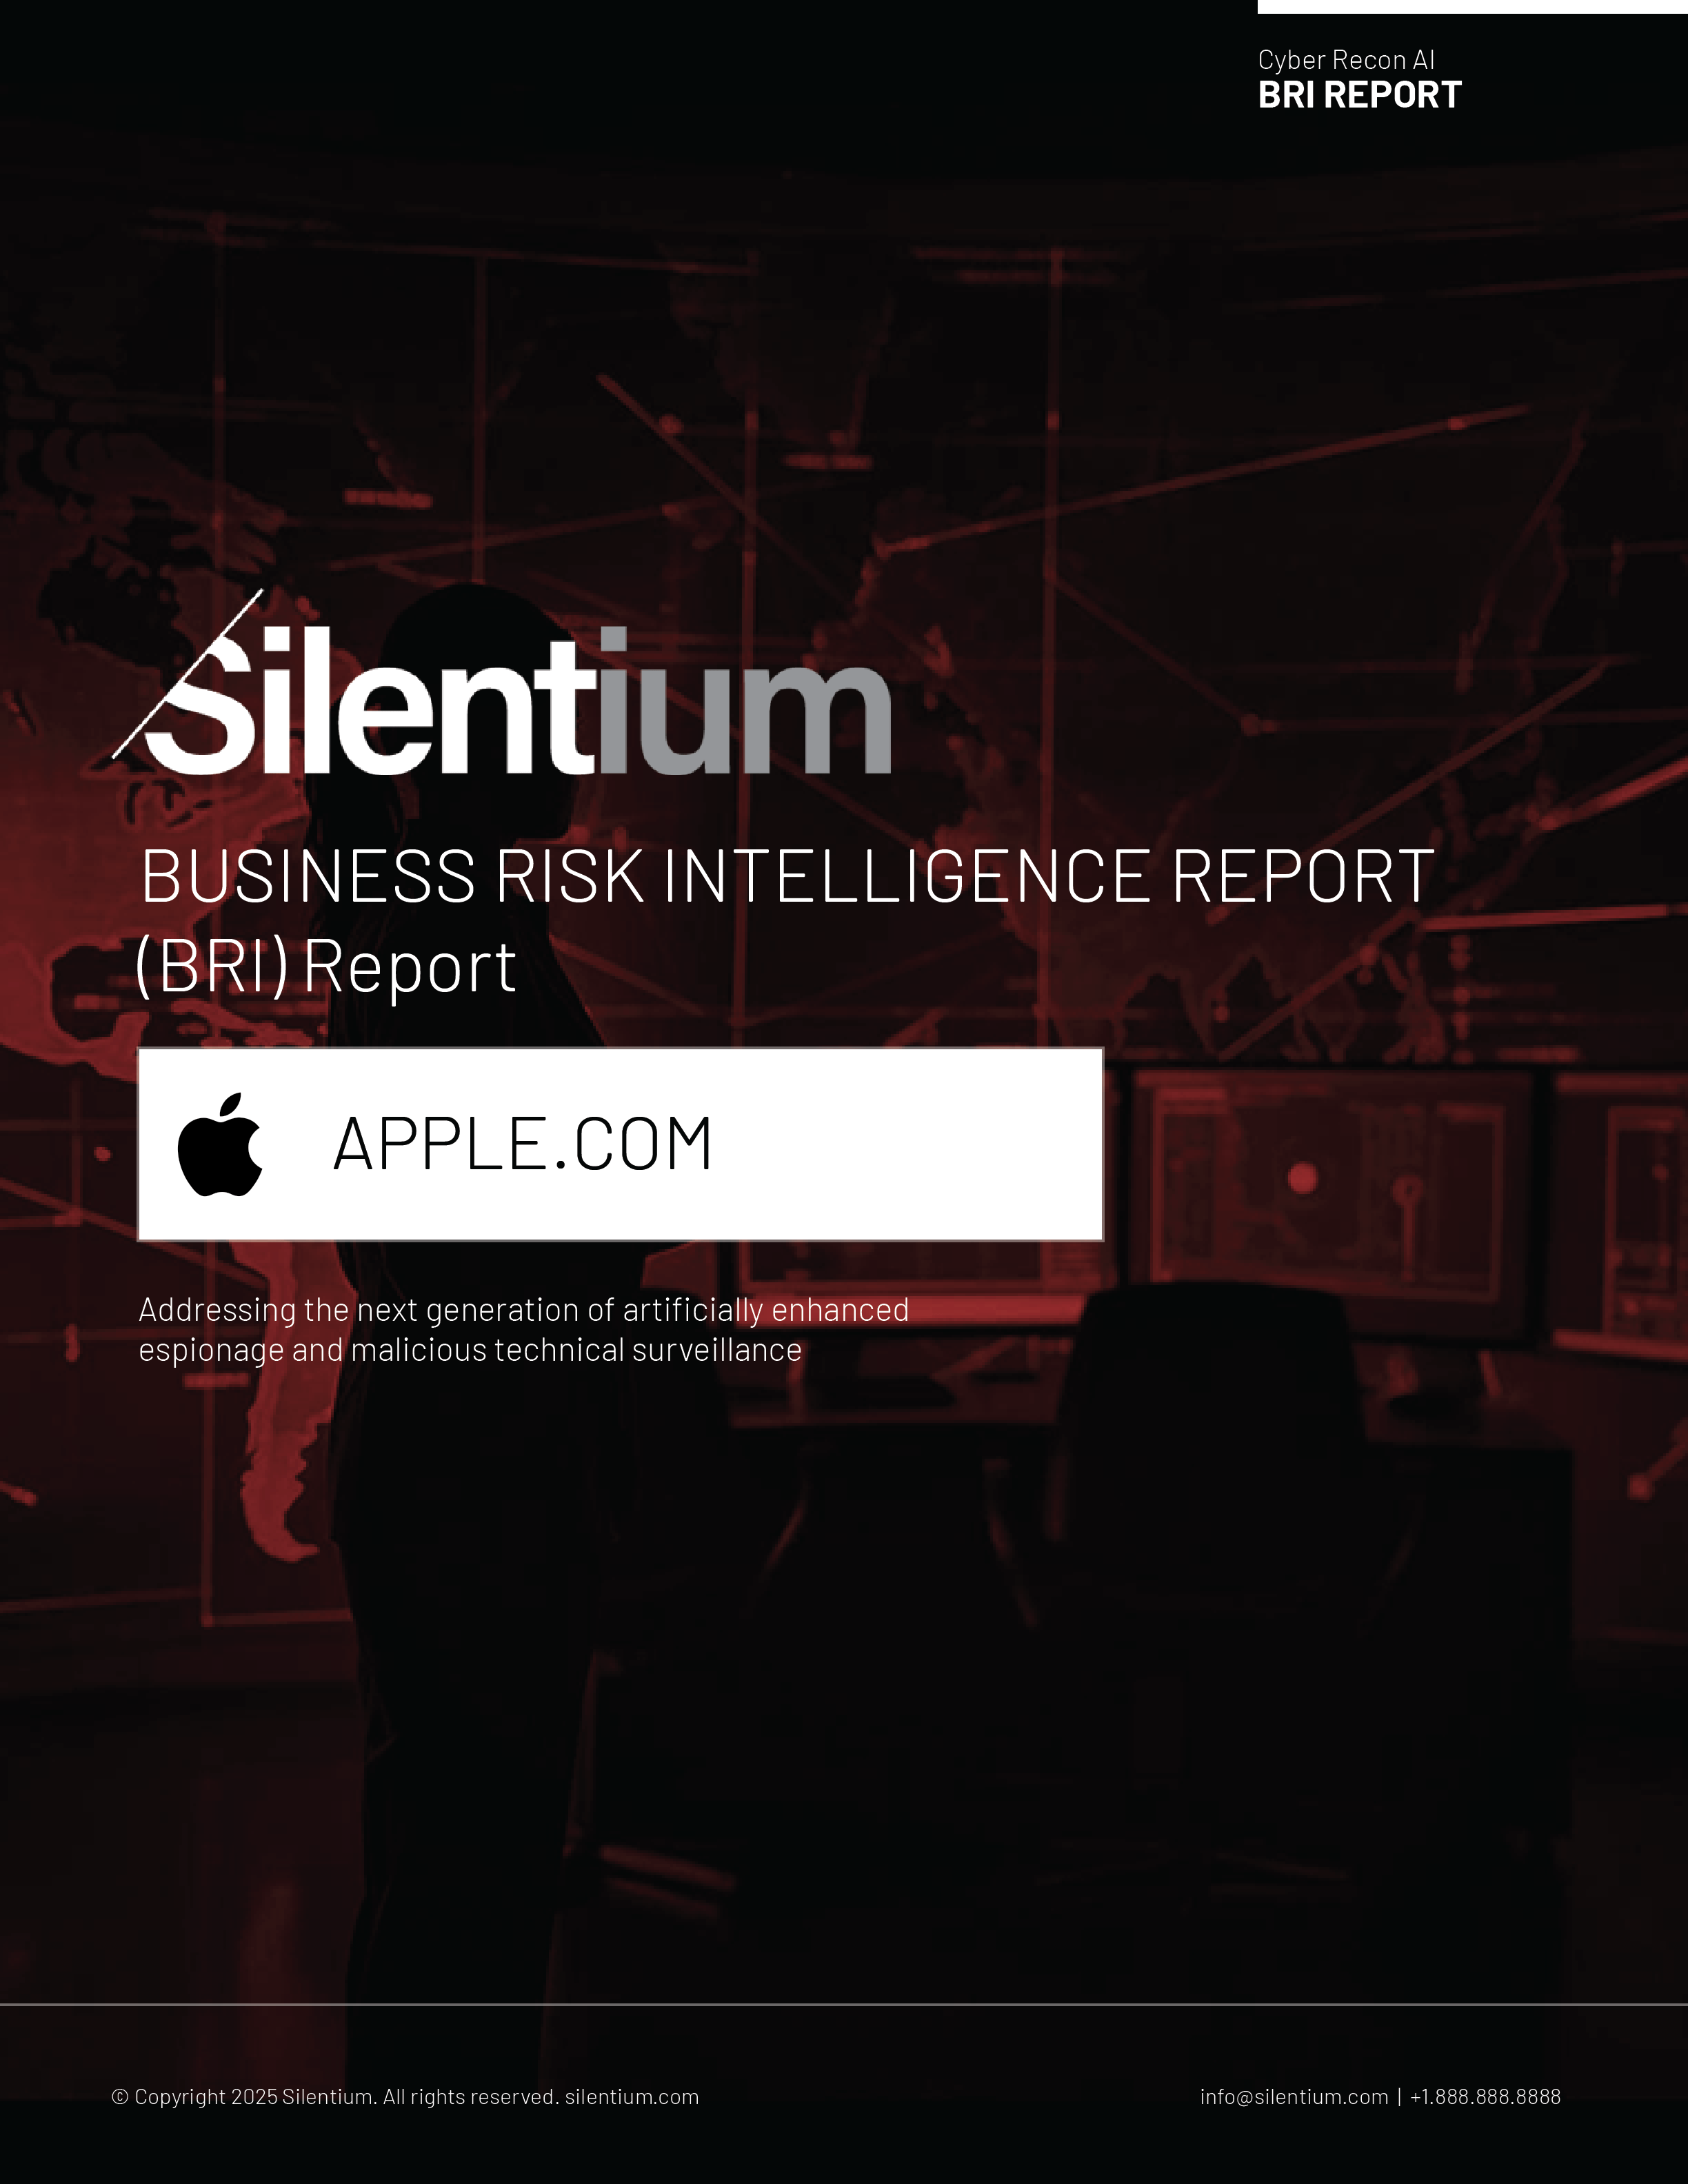 Cyber Recon AI
BRI REPORT
Silentium
BUSINESS RISK INTELLIGENCE REPORT
(BRI) Report
APPLE.COM
Addressing the next generation of artificially enhanced
espionage and malicious technical surveillance
© Copyright 2025 Silentium. All rights reserved. silentium.com
info@silentium.com | +1.888.888.8888